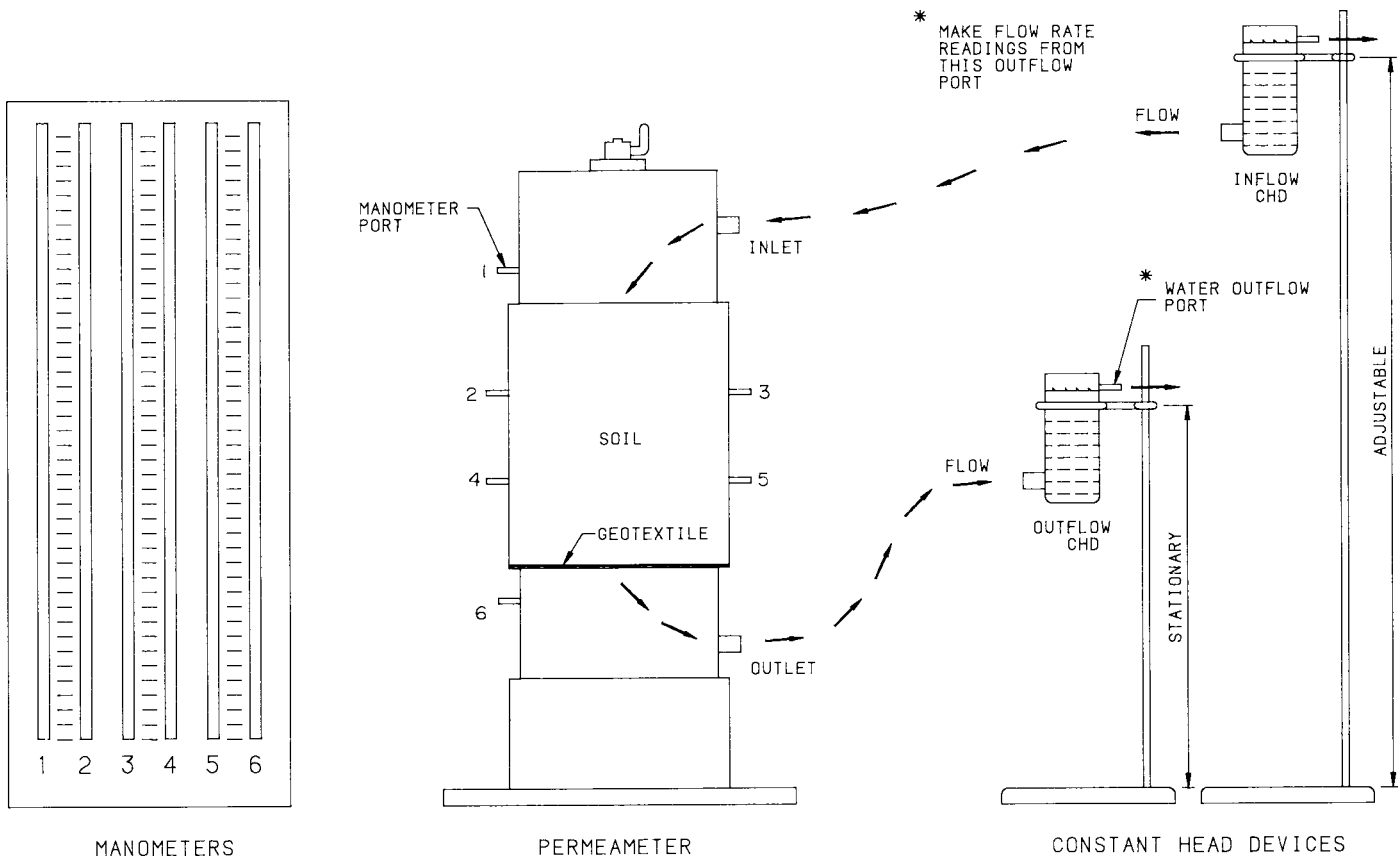 *
MAKE FLOW RATE
READINGS FROM
THIS OUTFLOW
PORT
FLOW
INFLOW
CHD
MANOMETER
PORT
INLET
1
*
WATER OUTFLOW
PORT
2
3
SOIL
4
5
FLOW
OUTFLOW
CHD
GEOTEXTILE
6
OUTLET
STATIONARY
ADJUSTABLE
1 2 3 4 5 6
MANOMETERS
PERMEAMETER
CONSTANT HEAD DEVICES